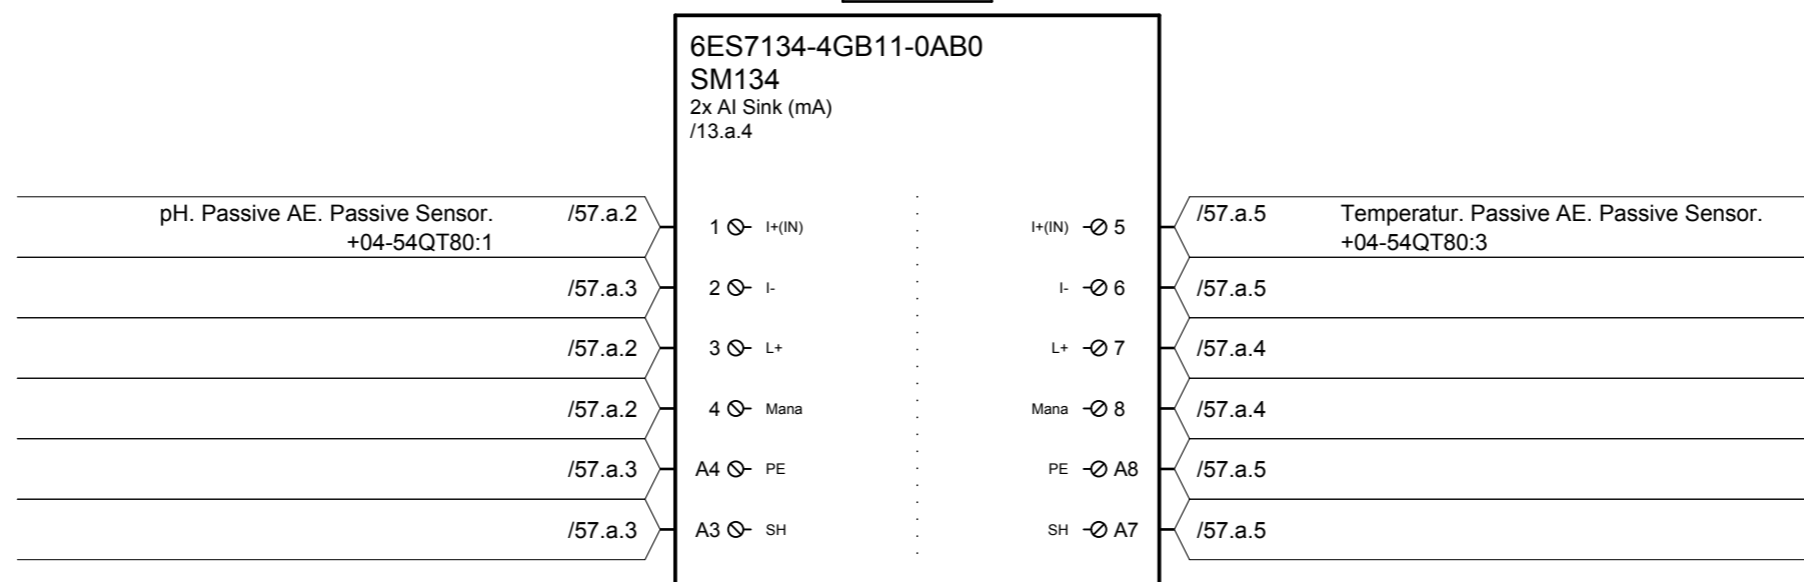 6ES7134-4GB11-0AB0
SM134
2x AI Sink (mA)
/13.a.4
pH. Passive AE. Passive Sensor. /57.a.2 1 I+(IN) I+(IN) 5 /57.a.5 Temperatur. Passive AE. Passive Sensor.
+04-54QT80:1 +04-54QT80:3
/57.a.3 2 I- I- 6 /57.a.5
/57.a.2 3 L+ L+ 7 /57.a.4
/57.a.2 4 Mana Mana 8 /57.a.4
/57.a.3 A4 PE PE A8 /57.a.5
/57.a.3 A3 SH SH A7 /57.a.5